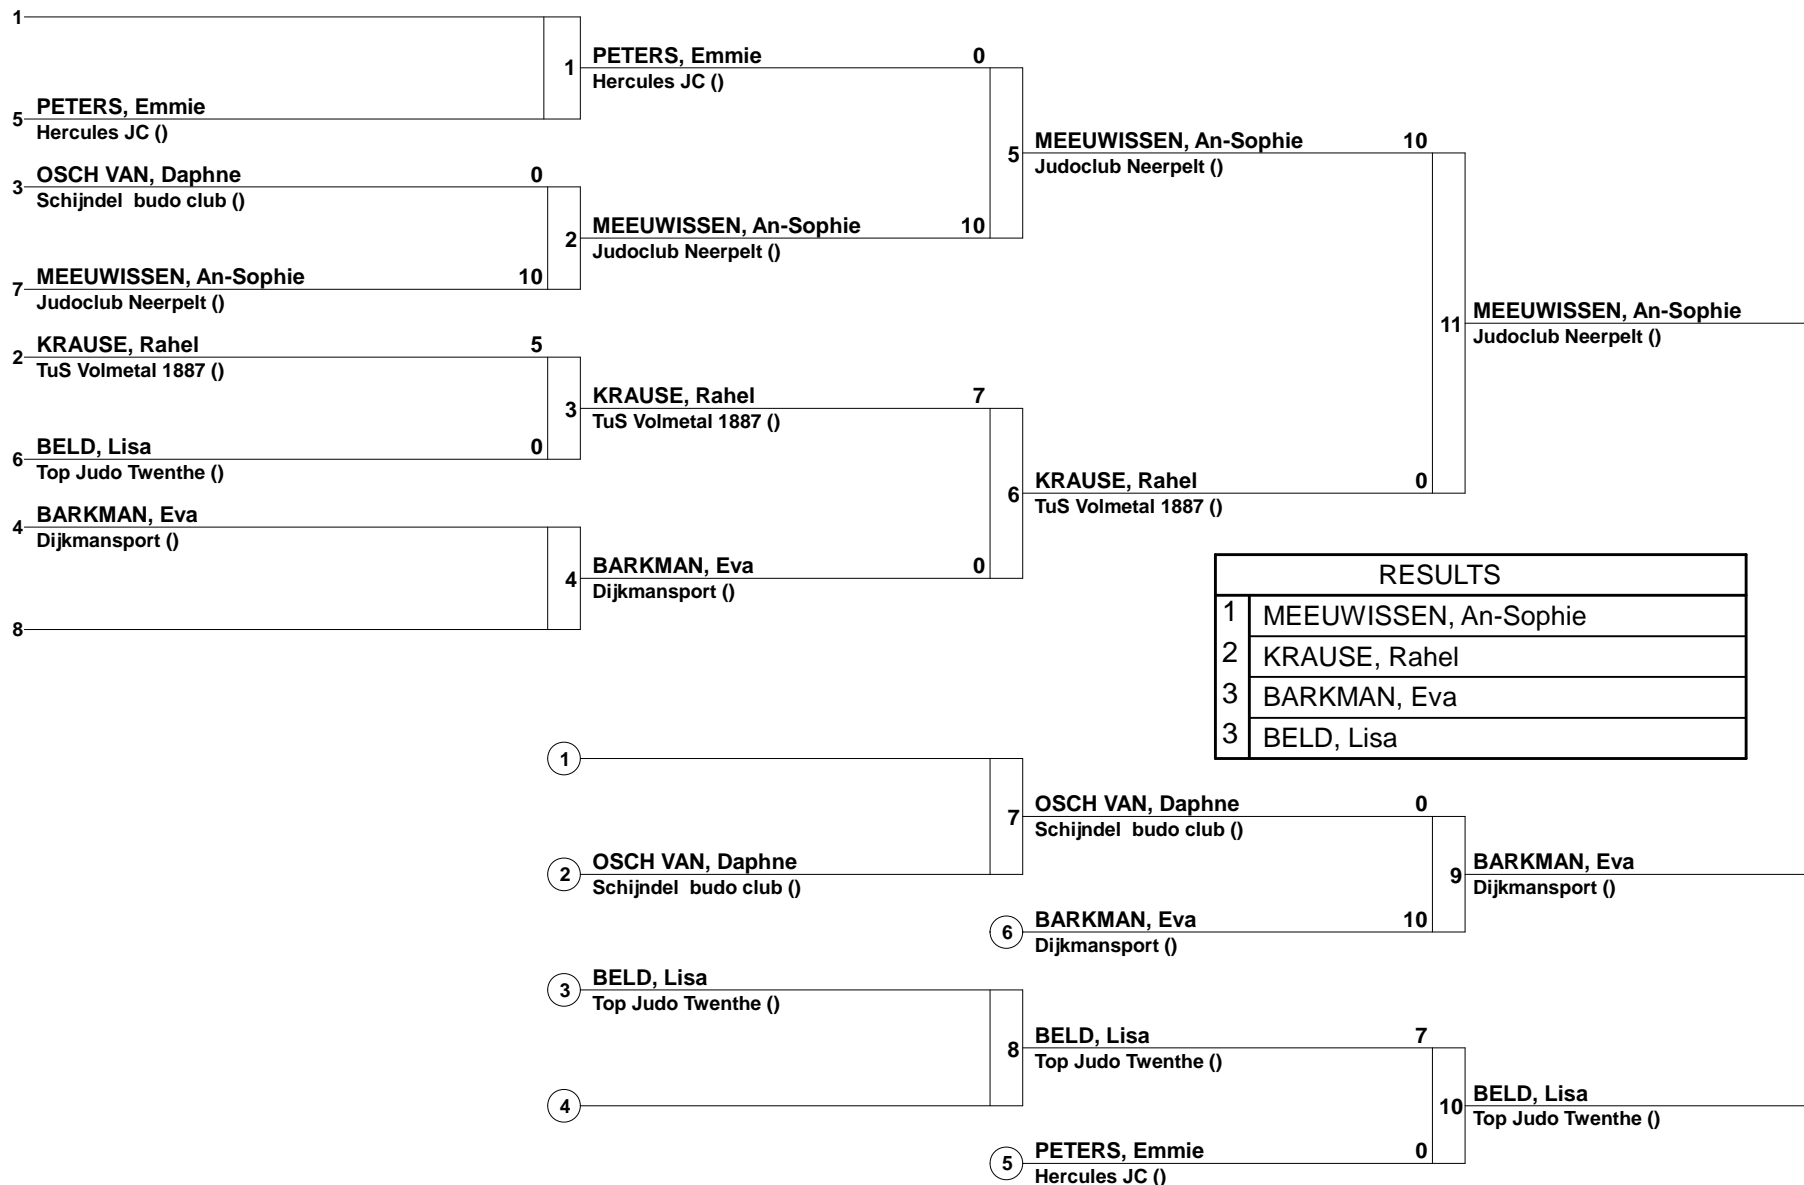 1
PETERS, Emmie 0
1
Hercules JC ()
PETERS, Emmie
5
Hercules JC ()
MEEUWISSEN, An-Sophie 10
5
Judoclub Neerpelt ()
OSCH VAN, Daphne 0
3
Schijndel budo club ()
MEEUWISSEN, An-Sophie 10
2
Judoclub Neerpelt ()
MEEUWISSEN, An-Sophie 10
7
Judoclub Neerpelt ()
MEEUWISSEN, An-Sophie
11
Judoclub Neerpelt ()
KRAUSE, Rahel 5
2
TuS Volmetal 1887 ()
KRAUSE, Rahel 7
3
TuS Volmetal 1887 ()
BELD, Lisa 0
6
Top Judo Twenthe ()
KRAUSE, Rahel 0
6
TuS Volmetal 1887 ()
BARKMAN, Eva
4
Dijkmansport ()
BARKMAN, Eva 0
4
Dijkmansport ()
8
RESULTS
1 MEEUWISSEN, An-Sophie
2 KRAUSE, Rahel
3 BARKMAN, Eva
3 BELD, Lisa
1
OSCH VAN, Daphne 0
7
Schijndel budo club ()
OSCH VAN, Daphne
2
Schijndel budo club ()
BARKMAN, Eva
9
Dijkmansport ()
BARKMAN, Eva 10
6
Dijkmansport ()
BELD, Lisa
3
Top Judo Twenthe ()
BELD, Lisa 7
8
Top Judo Twenthe ()
4
BELD, Lisa
10
Top Judo Twenthe ()
PETERS, Emmie 0
5
Hercules JC ()